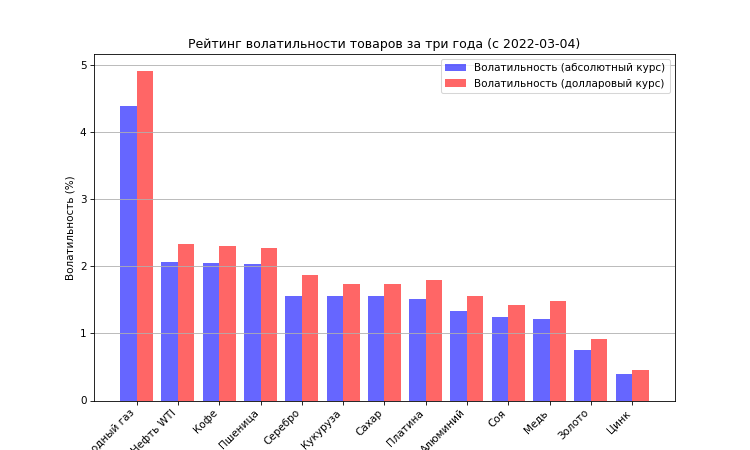 Рейтинг волатильности товаров за три года (с 2022-03-04)
Волатильность (абсолютный курс)
Волатильность (долларовый курс)
Волатильность (%)
5
4
3
2
1
0
одный газ
Нефть WTI
Кофе
Пшеница
Серебро
Кукуруза
Сахар
Платина
Алюминий
Соя
Медь
Золото
Цинк